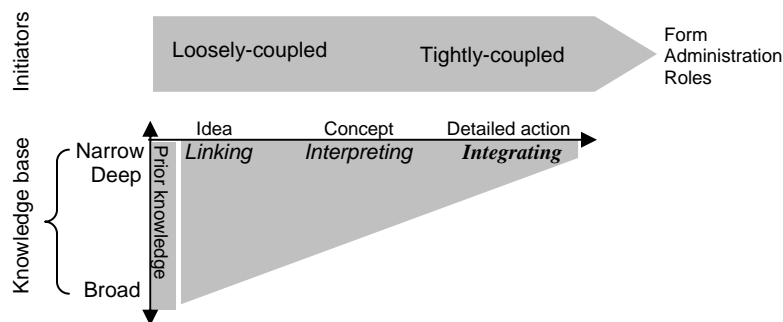 Initiators
Loosely-coupled
Tightly-coupled
Form
Administration
Roles
Idea
Concept
Detailed action
Linking
Interpreting
Integrating
Knowledge base
Narrow
Deep
Broad
Prior knowledge